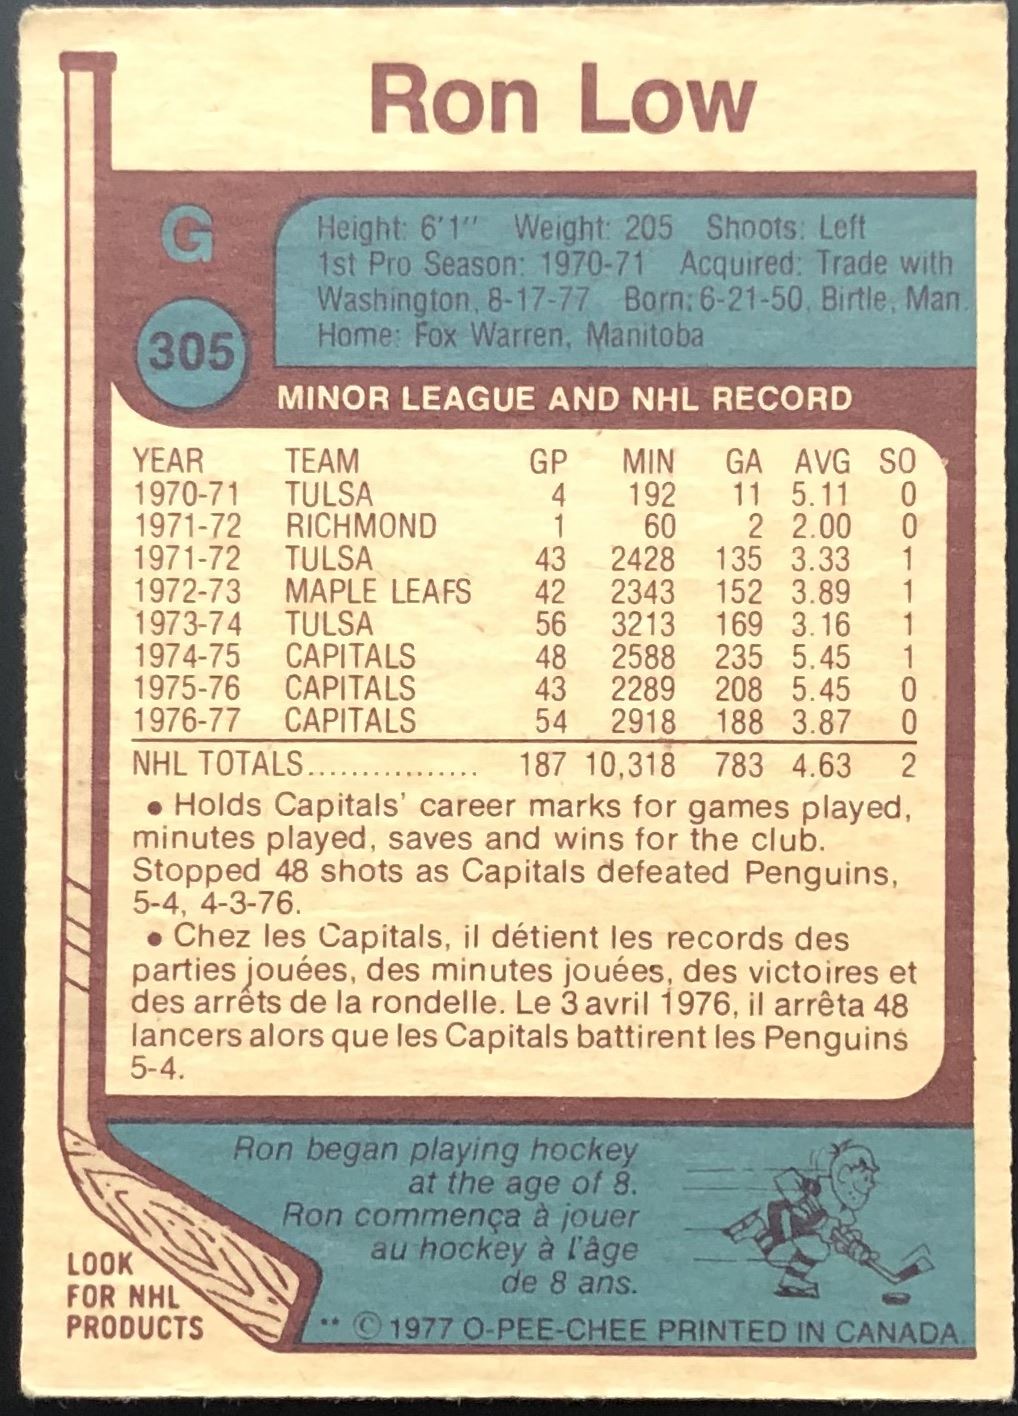 Ron Low
G
305
Height: 6'1" Weight: 205 Shoots: Left
1st Pro Season: 1970-71 Acquired: Trade with
Washington, 8-17-77 Born: 6-21-50, Birtle, Man.
Home: Fox Warren, Manitoba
MINOR LEAGUE AND NHL RECORD
YEAR TEAM GP MIN GA AVG SO
1970-71 TULSA 4 192 11 5.11 0
1971-72 RICHMOND 1 60 2 2.00 0
1971-72 TULSA 43 2428 135 3.33 1
1972-73 MAPLE LEAFS 42 2343 152 3.89 1
1973-74 TULSA 56 3213 169 3.16 1
1974-75 CAPITALS 48 2588 235 5.45 1
1975-76 CAPITALS 43 2289 208 5.45 0
1976-77 CAPITALS 54 2918 188 3.87 0
NHL TOTALS................ 187 10,318 783 4.63 2
• Holds Capitals' career marks for games played,
minutes played, saves and wins for the club.
Stopped 48 shots as Capitals defeated Penguins,
5-4, 4-3-76.
• Chez les Capitals, il détient les records des
parties jouées, des minutes jouées, des victoires et
des arrêts de la rondelle. Le 3 avril 1976, il arrêta 48
lancers alors que les Capitals battirent les Penguins
5-4.
Ron began playing hockey
at the age of 8.
Ron commença à jouer
au hockey à l'âge
de 8 ans.
LOOK
FOR NHL
PRODUCTS
** © 1977 O-PEE-CHEE PRINTED IN CANADA.